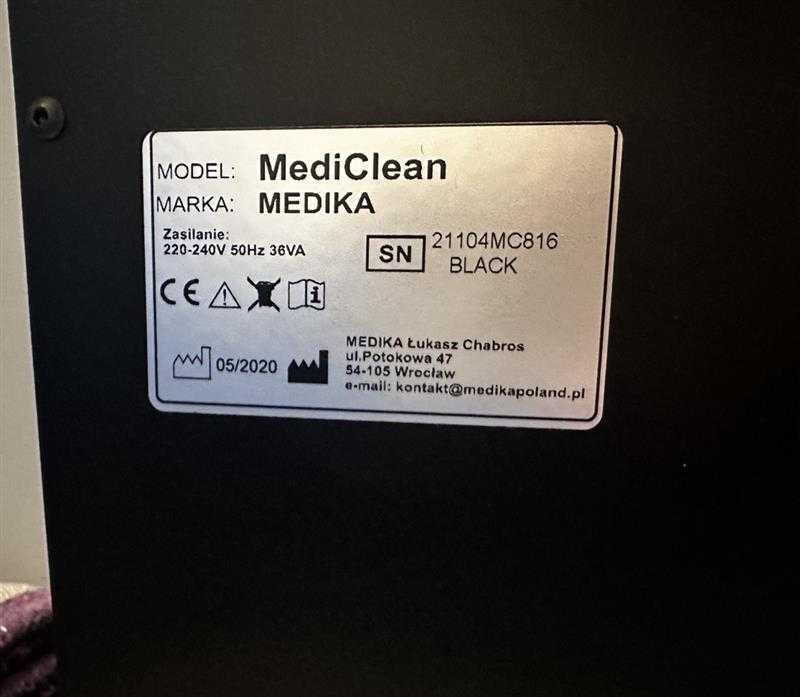 MODEL: MediClean
MARKA: MEDIKA
Zasilanie:
220-240V 50Hz 36VA
SN 21104MC816
BLACK
CE
05/2020
MEDIKA Łukasz Chabros
ul.Potokowa 47
54-105 Wrocław
e-mail: kontakt@medikapoland.pl